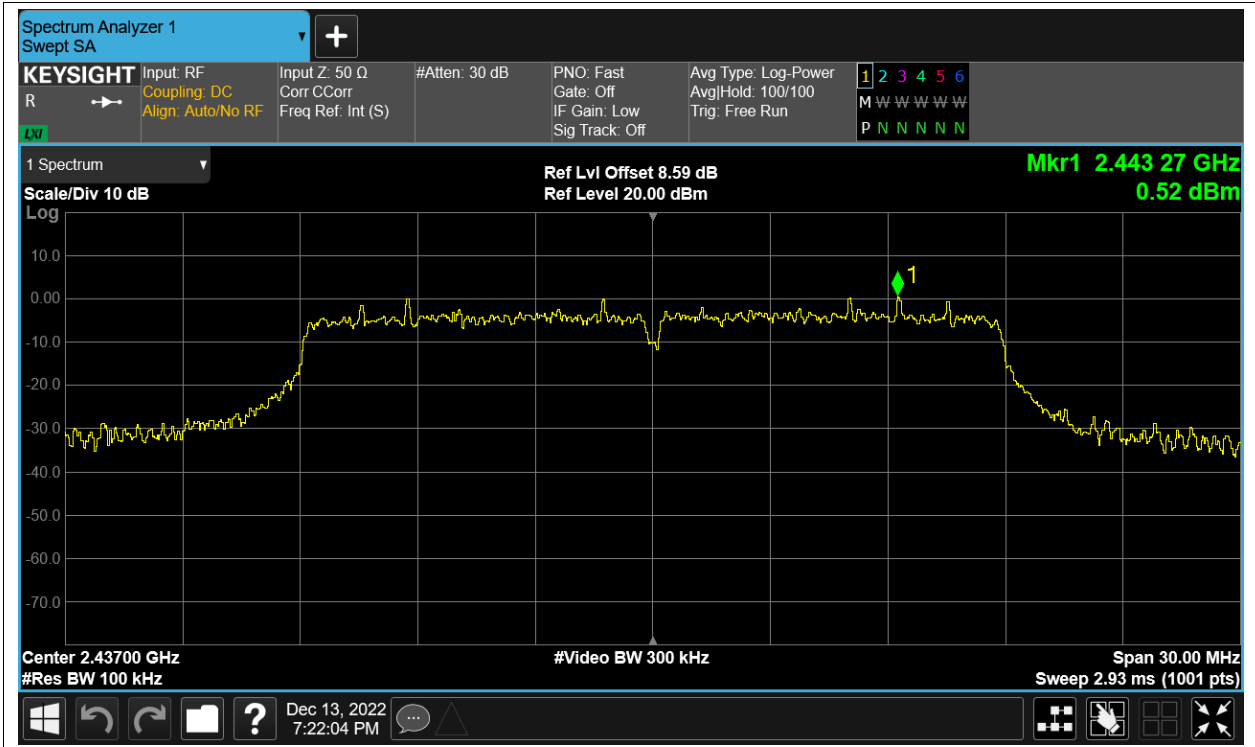 Spectrum Analyzer 1
Swept SA
+
KEYSIGHT
R
LXI
Input: RF
Coupling: DC
Align: Auto/No RF
Input Z: 50 Ω
Corr CCorr
Freq Ref: Int (S)
#Atten: 30 dB
PNO: Fast
Gate: Off
IF Gain: Low
Sig Track: Off
Avg Type: Log-Power
Avg|Hold: 100/100
Trig: Free Run
1 2 3 4 5 6
M W W W W W
P N N N N N
1 Spectrum
Scale/Div 10 dB
Log
Ref Lvl Offset 8.59 dB
Ref Level 20.00 dBm
Mkr1 2.443 27 GHz
0.52 dBm
10.0
0.00
-10.0
-20.0
-30.0
-40.0
-50.0
-60.0
-70.0
1
Center 2.43700 GHz
#Res BW 100 kHz
#Video BW 300 kHz
Span 30.00 MHz
Sweep 2.93 ms (1001 pts)
?
Dec 13, 2022
7:22:04 PM